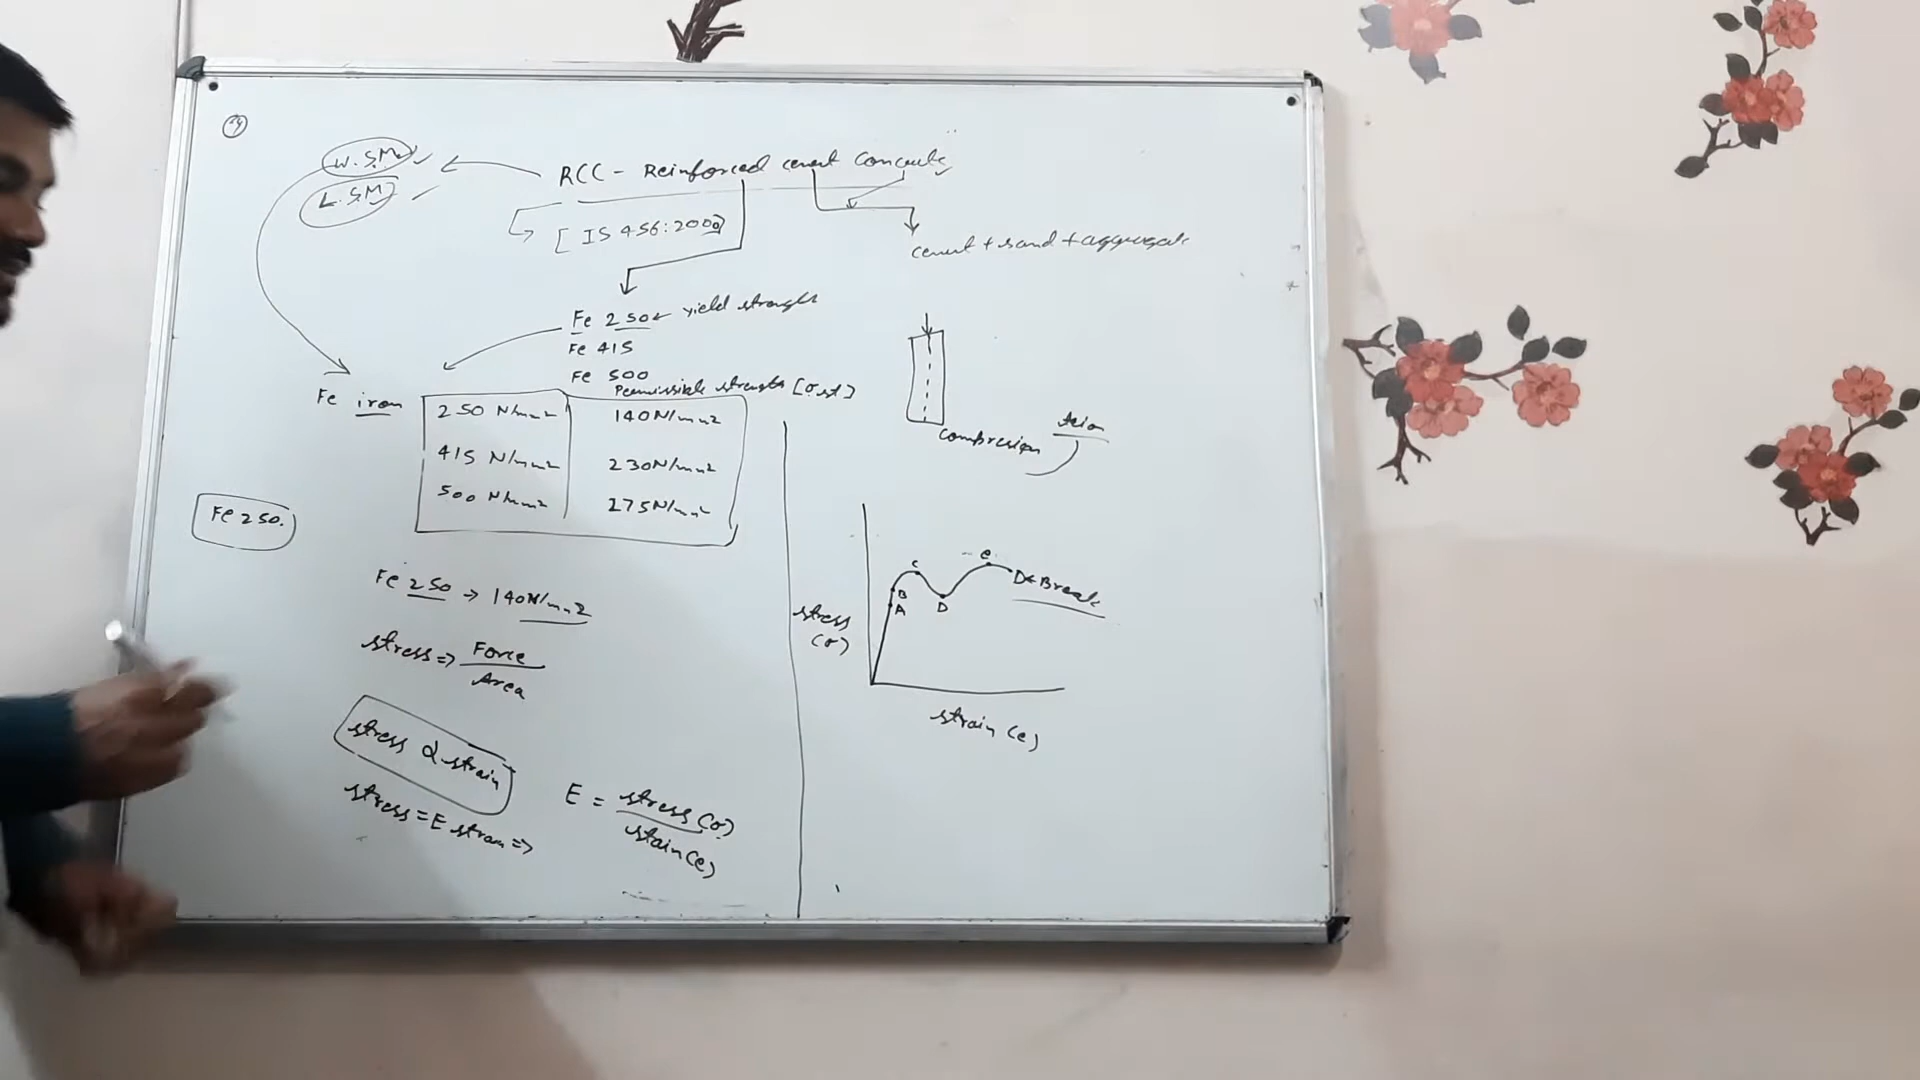 W.S.M
L.S.M
RCC - Reinforced cement Concrete
[IS 456:2000]
cement + sand + aggregate
Fe 250 ← yield strength
Fe 415
Fe 500
Permissible strength [σst]
Fe iron
250 N/mm2 140N/mm2
415 N/mm2 230N/mm2
500 N/mm2 275N/mm2
Fe 250.
Fe 250 → 140N/mm2
stress => Force
Area
stress α strain
stress = E strain =>
E = stress(σ)
stain(e)
compresion
stress
(σ)
A
B
C
D
e
D← Break
strain (e)